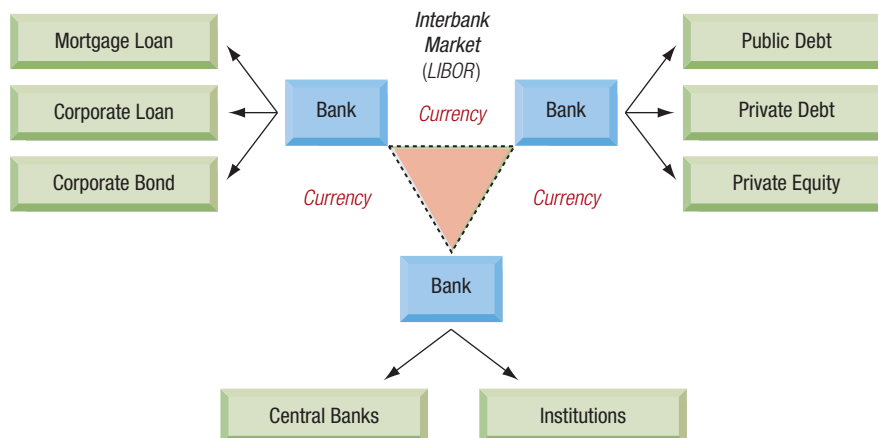 Interbank
Market
(LIBOR)
Mortgage Loan
Corporate Loan
Corporate Bond
Bank
Currency
Bank
Public Debt
Private Debt
Private Equity
Currency
Currency
Bank
Central Banks
Institutions